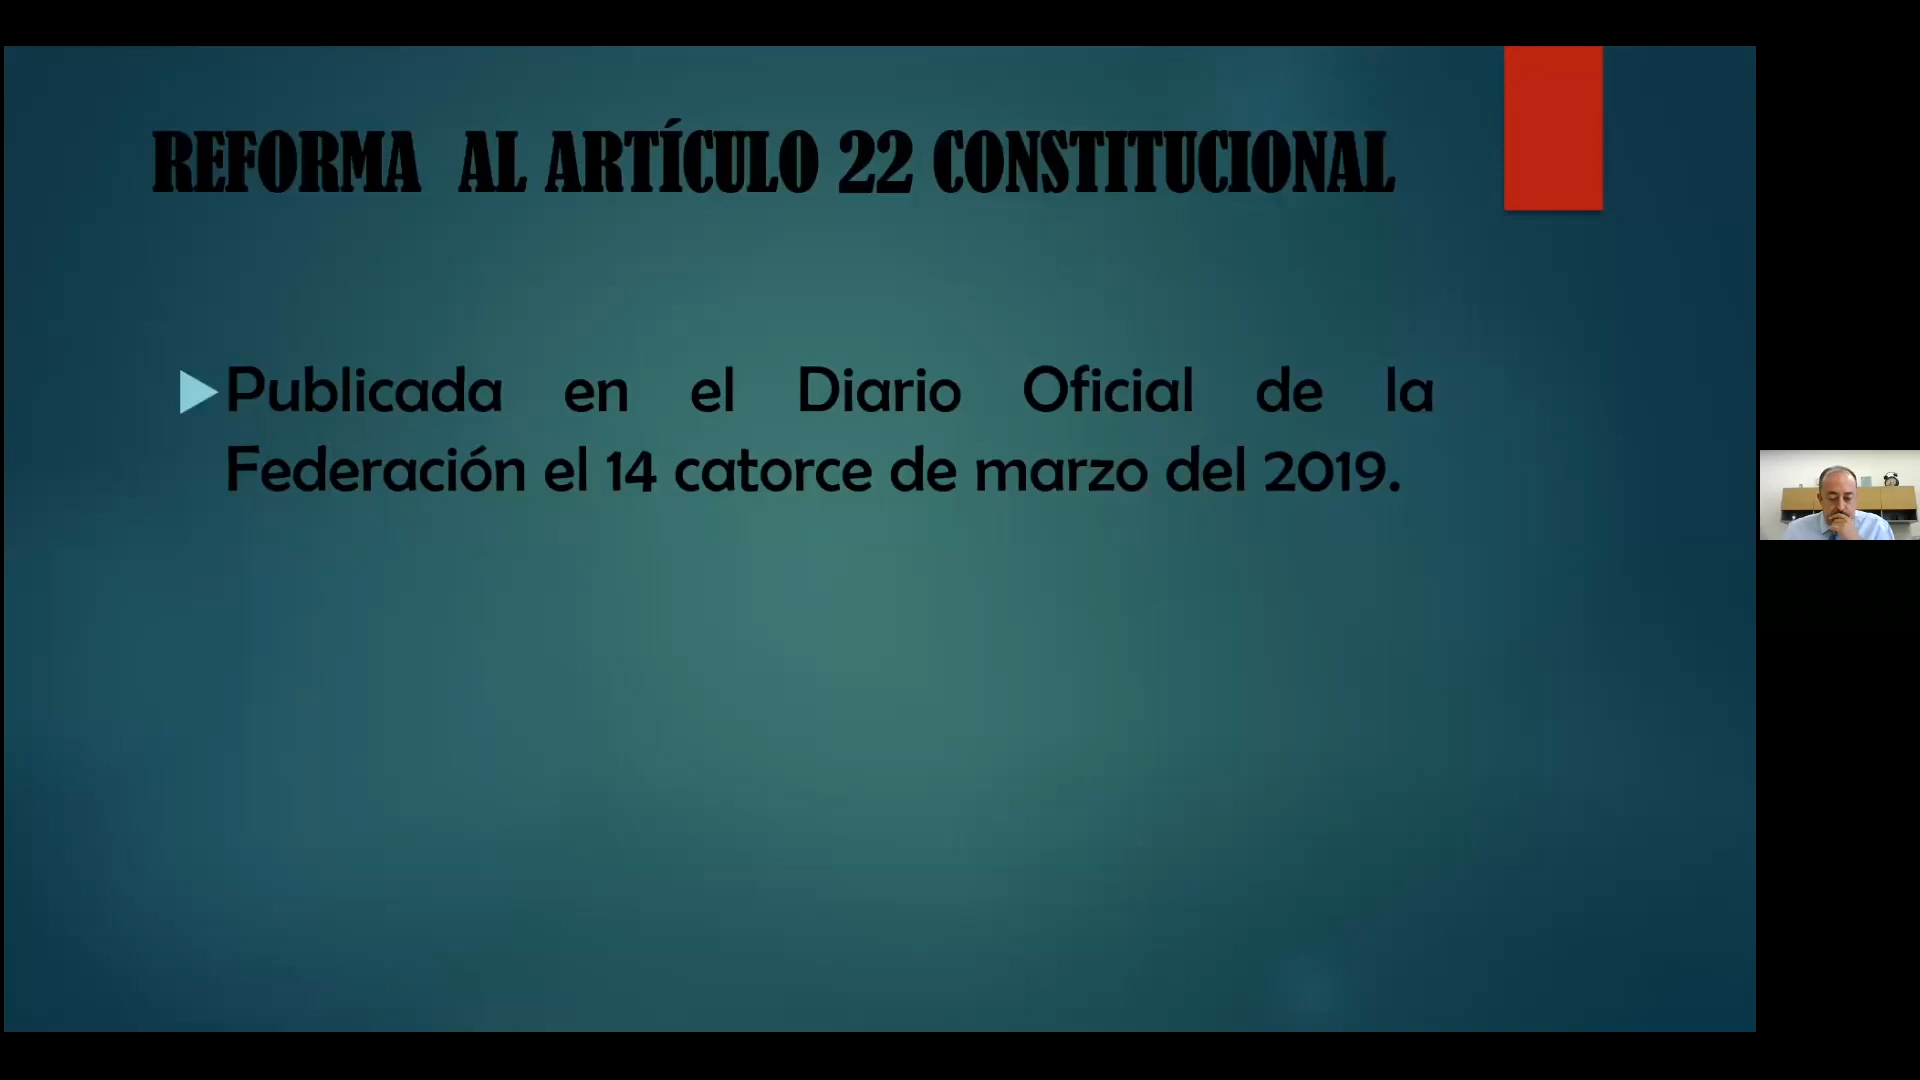 REFORMA AL ARTÍCULO 22 CONSTITUCIONAL
Publicada en el Diario Oficial de la
Federación el 14 catorce de marzo del 2019.